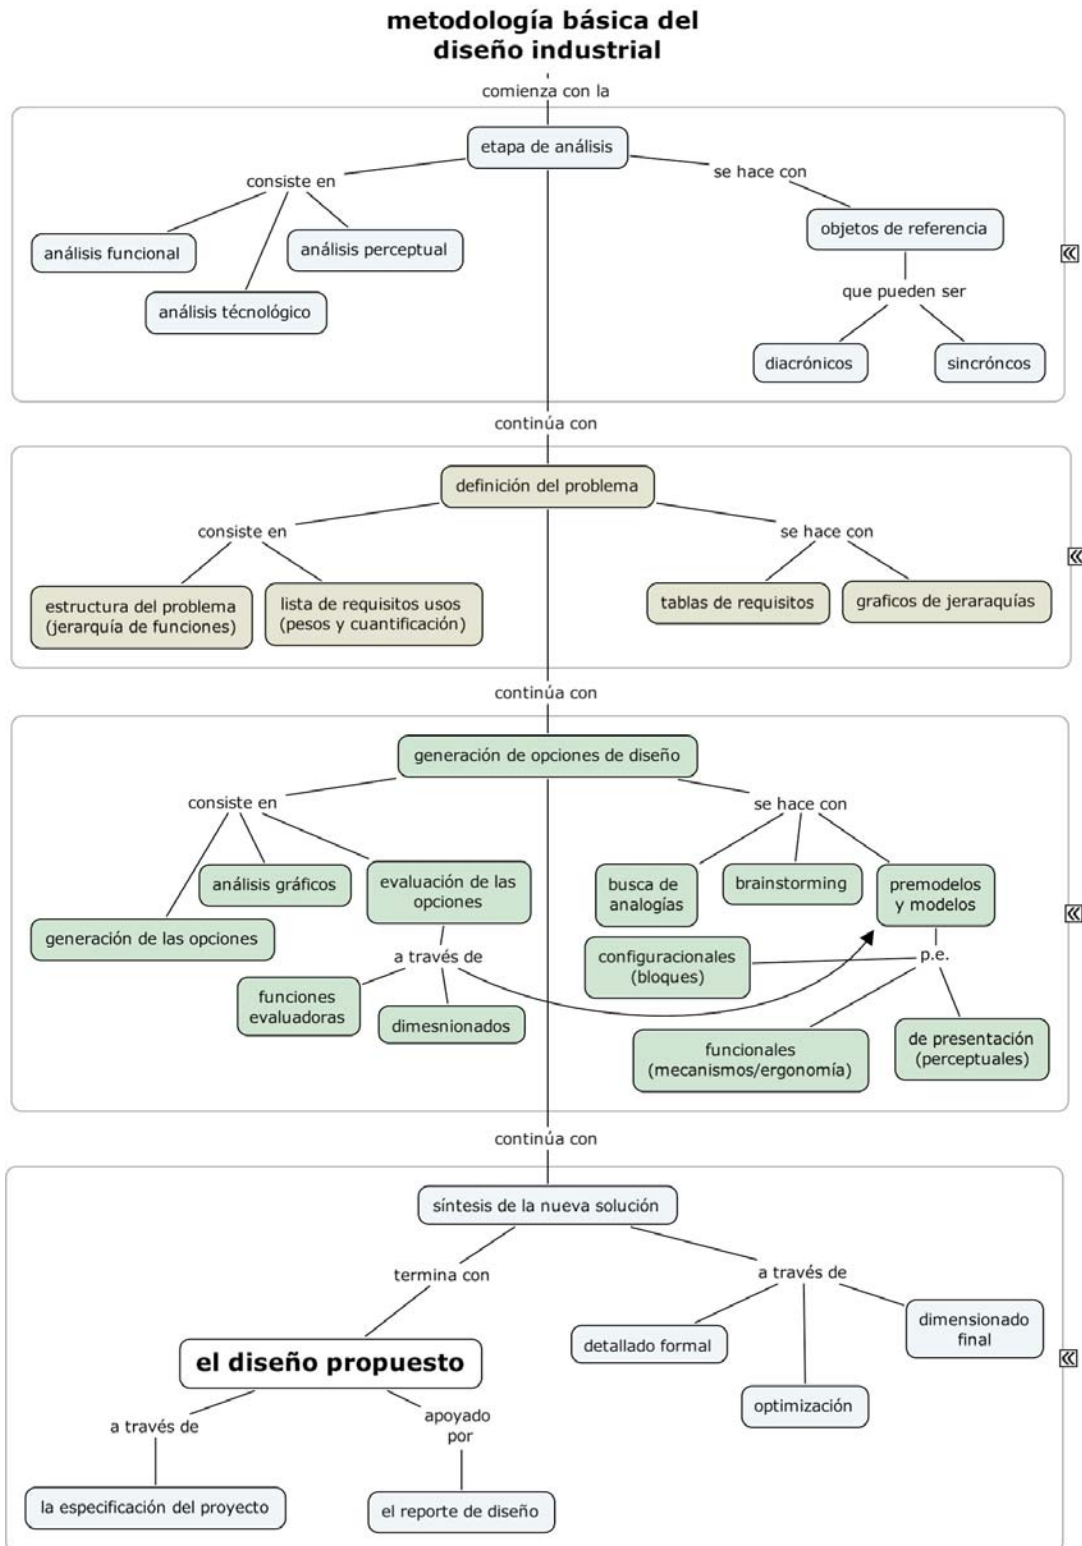 metodología básica del
diseño industrial
comienza con la
etapa de análisis
consiste en
se hace con
análisis funcional
análisis perceptual
objetos de referencia
análisis técnológico
que pueden ser
diacrónicos
sincróncos
continúa con
definición del problema
consiste en
se hace con
estructura del problema
(jerarquía de funciones)
lista de requisitos usos
(pesos y cuantificación)
tablas de requisitos
graficos de jeraraquías
continúa con
generación de opciones de diseño
consiste en
se hace con
generación de las opciones
análisis gráficos
evaluación de las
opciones
busca de
analogías
brainstorming
premodelos
y modelos
a través de
funciones
evaluadoras
dimesnionados
p.e.
configuracionales
(bloques)
funcionales
(mecanismos/ergonomía)
de presentación
(perceptuales)
continúa con
síntesis de la nueva solución
termina con
a través de
el diseño propuesto
detallado formal
optimización
dimensionado
final
a través de
apoyado
por
la especificación del proyecto
el reporte de diseño